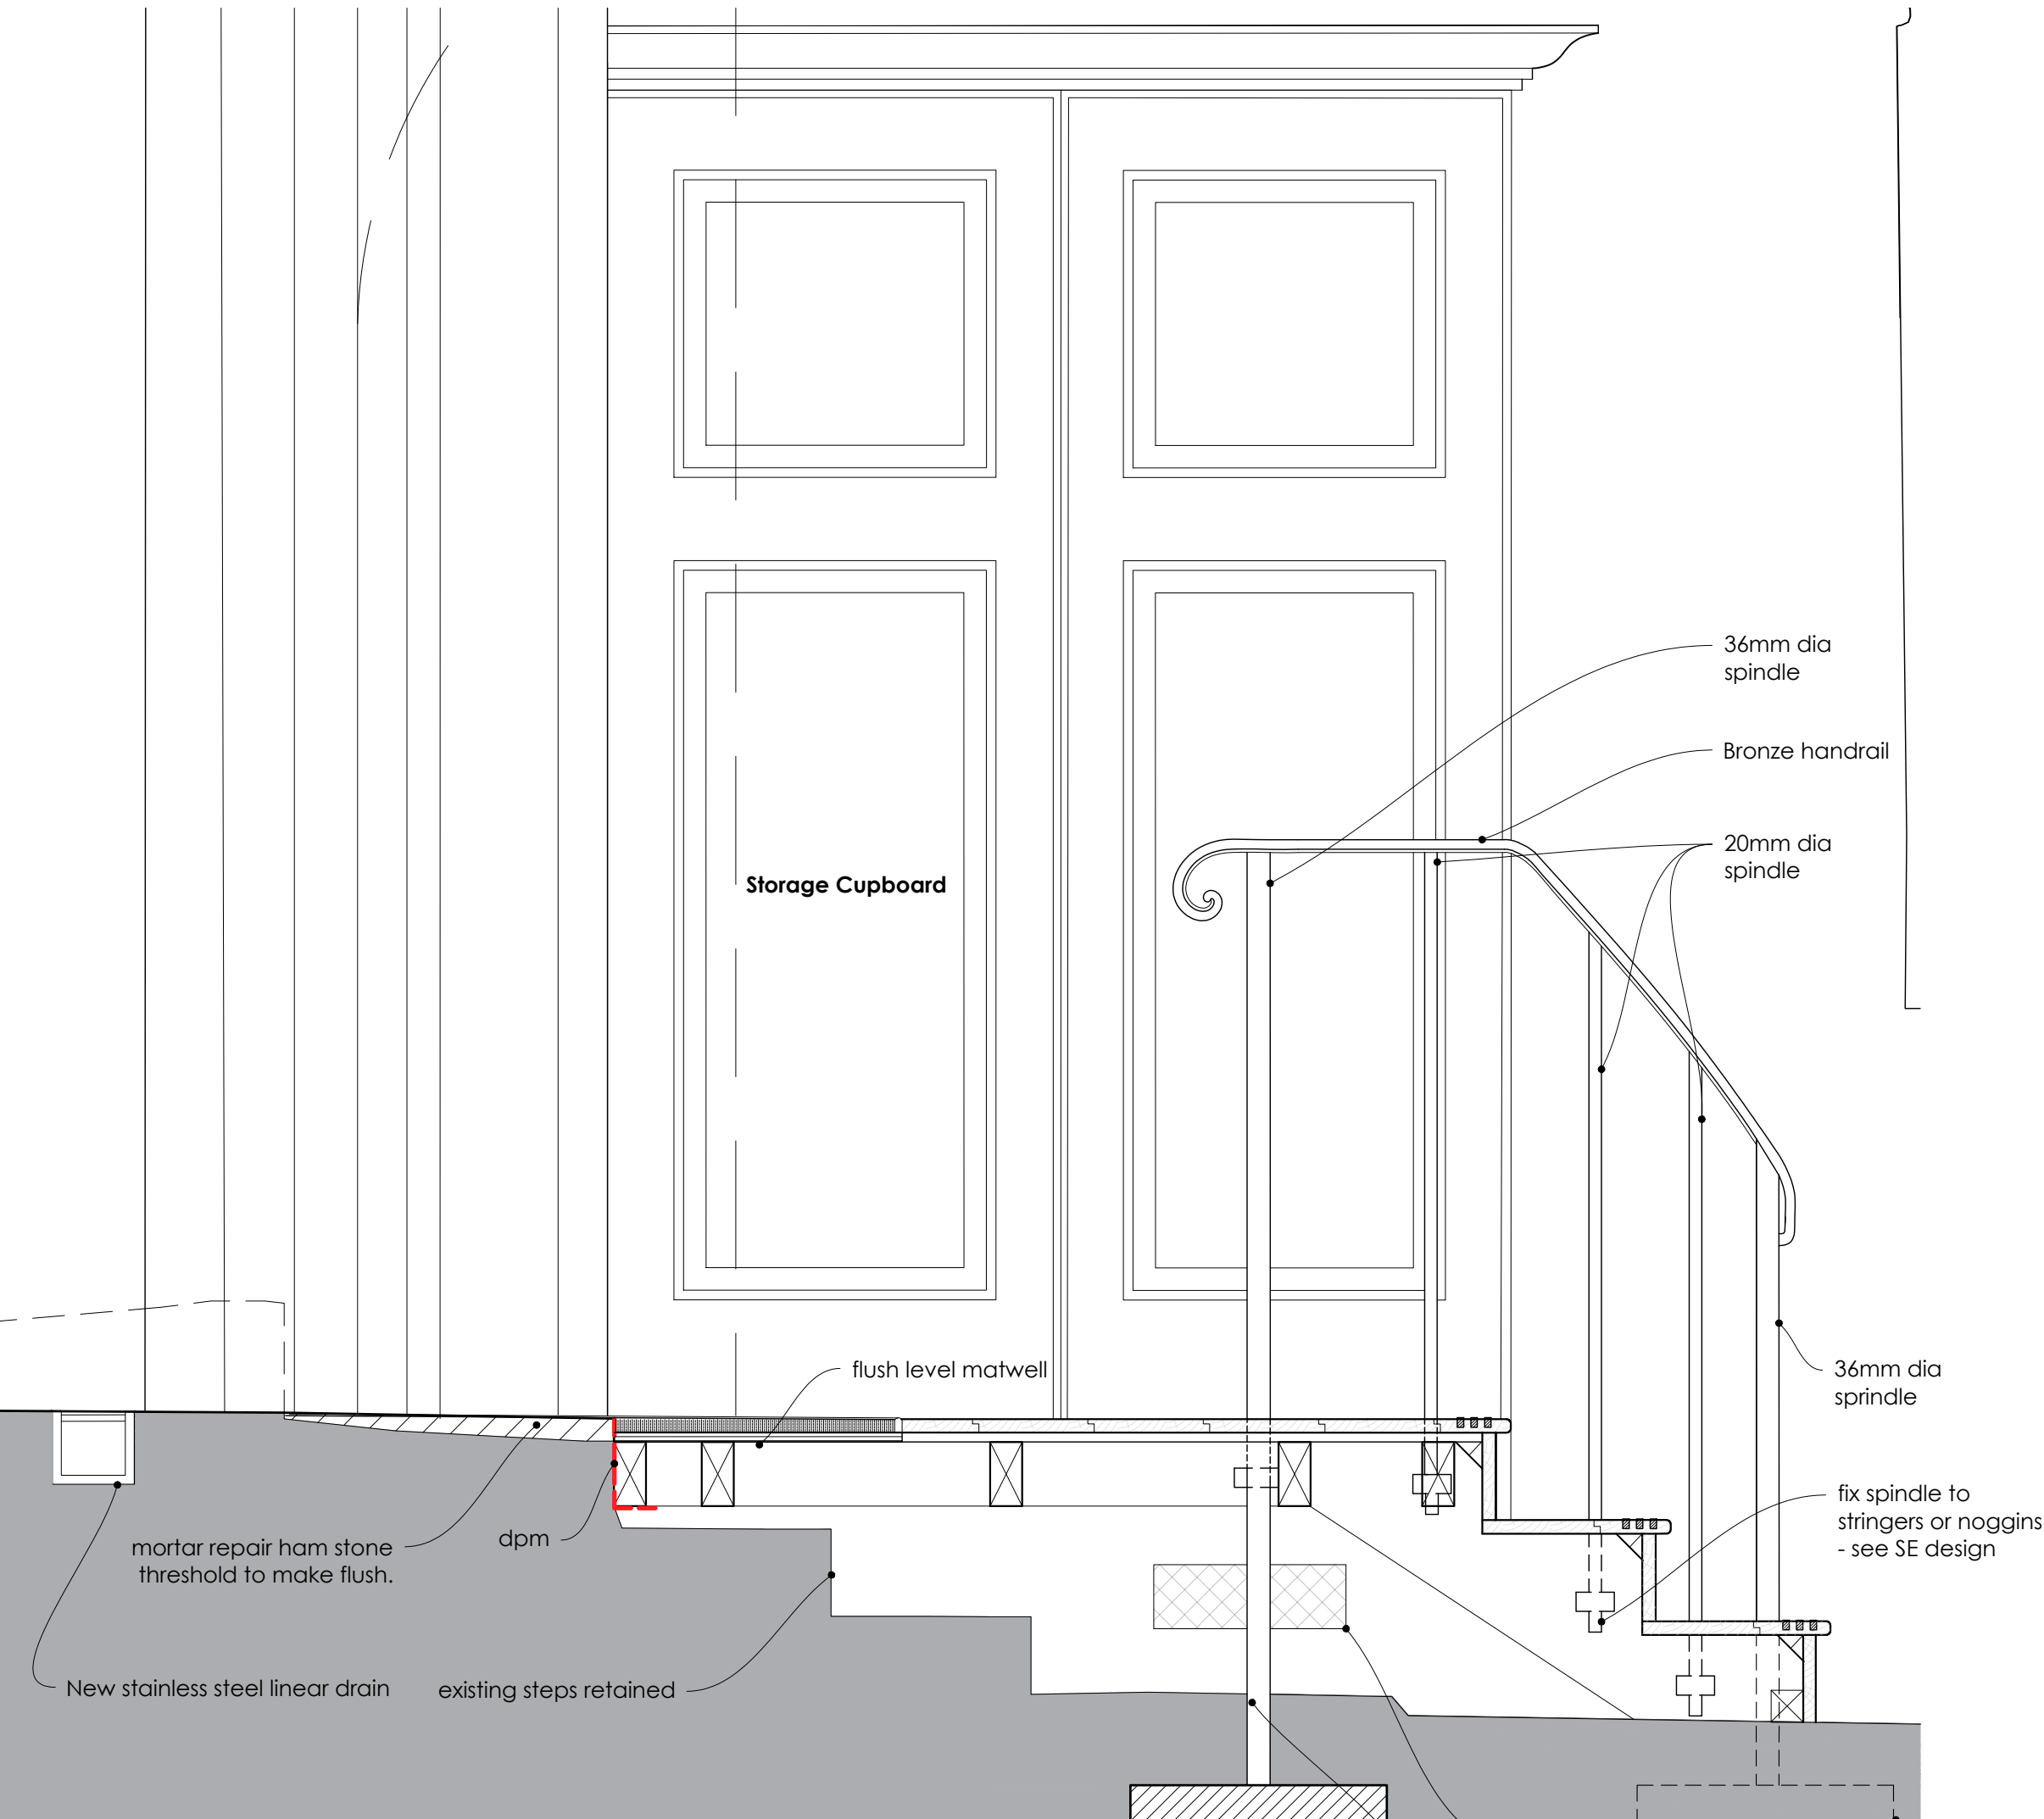 36mm dia
spindle
Bronze handrail
20mm dia
spindle
Storage Cupboard
flush level matwell
36mm dia
sprindle
fix spindle to
stringers or noggins
- see SE design
dpm
mortar repair ham stone
threshold to make flush.
New stainless steel linear drain
existing steps retained